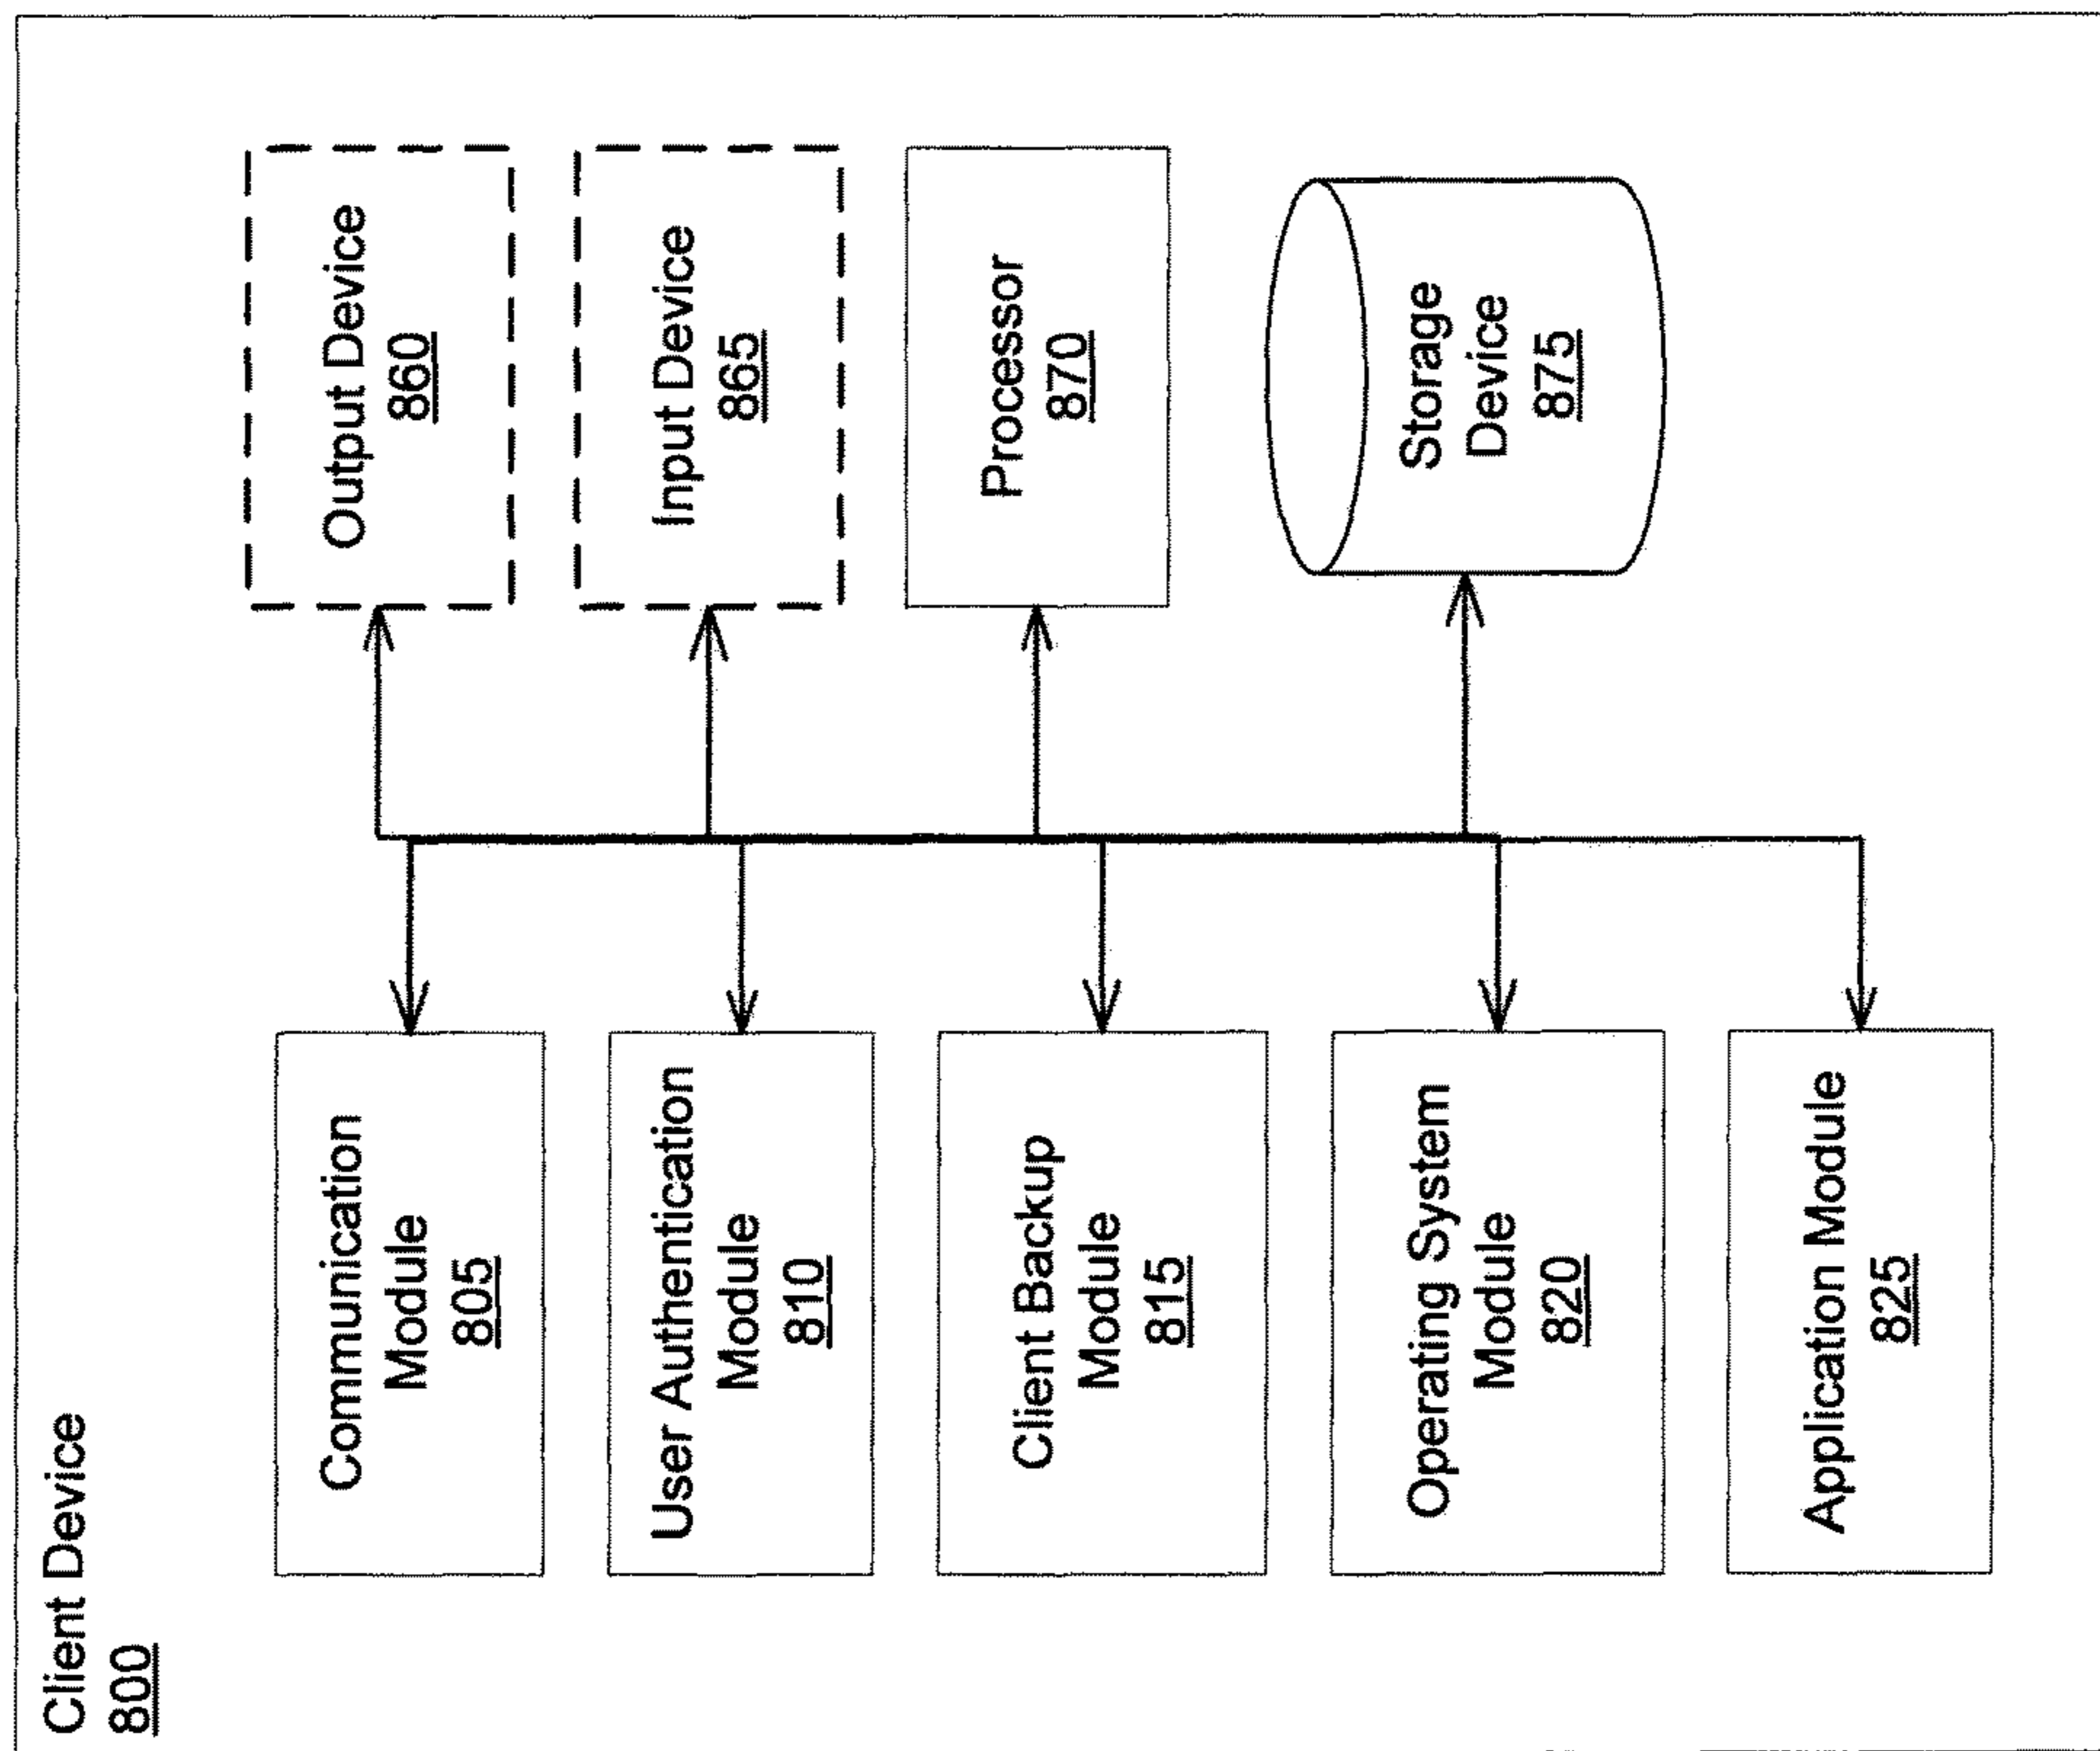 Client Device
800
Communication
Module
805
User Authentication
Module
810
Client Backup
Module
815
Operating System
Module
820
Application Module
825
Output Device
860
Input Device
865
Processor
870
Storage
Device
875